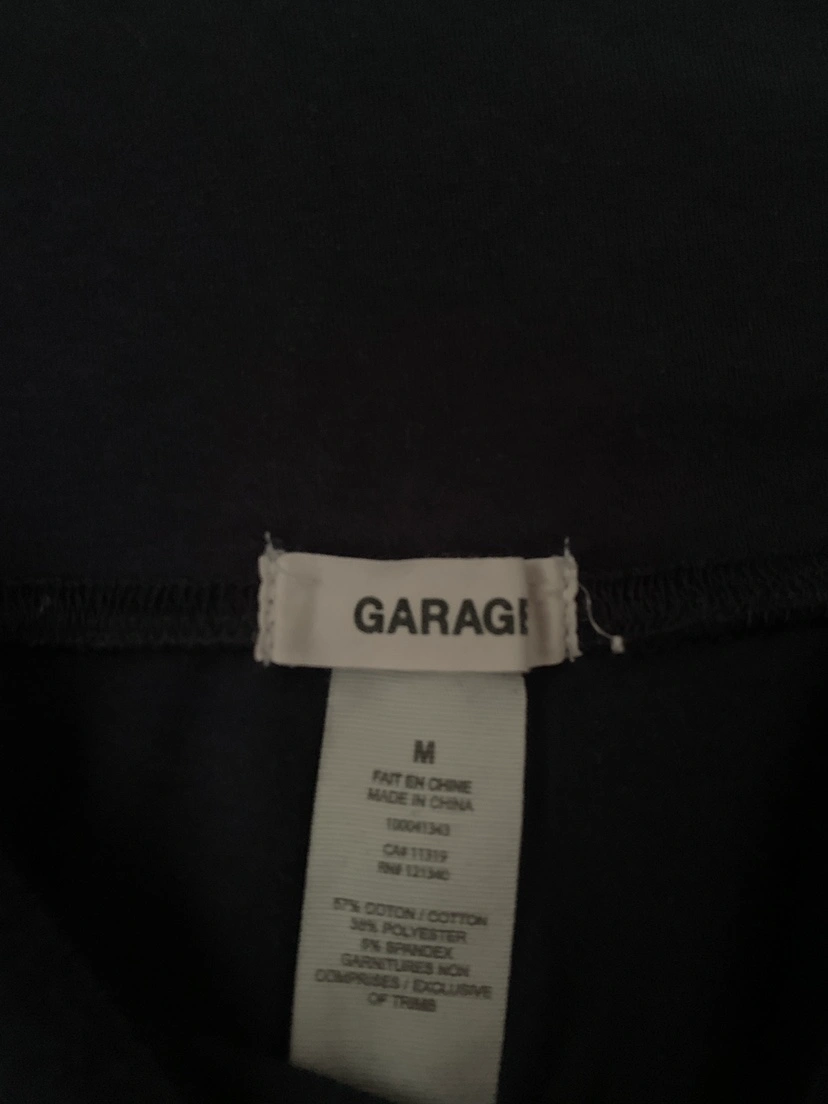 GARAGE
M
FAIT EN CHINE
MADE IN CHINA
100041343
CA# 11319
RN# 121340
57% COTON / COTTON
38% POLYESTER
5% SPANDEX
GARNITURES NON
COMPRISES / EXCLUSIVE
OF TRIMS